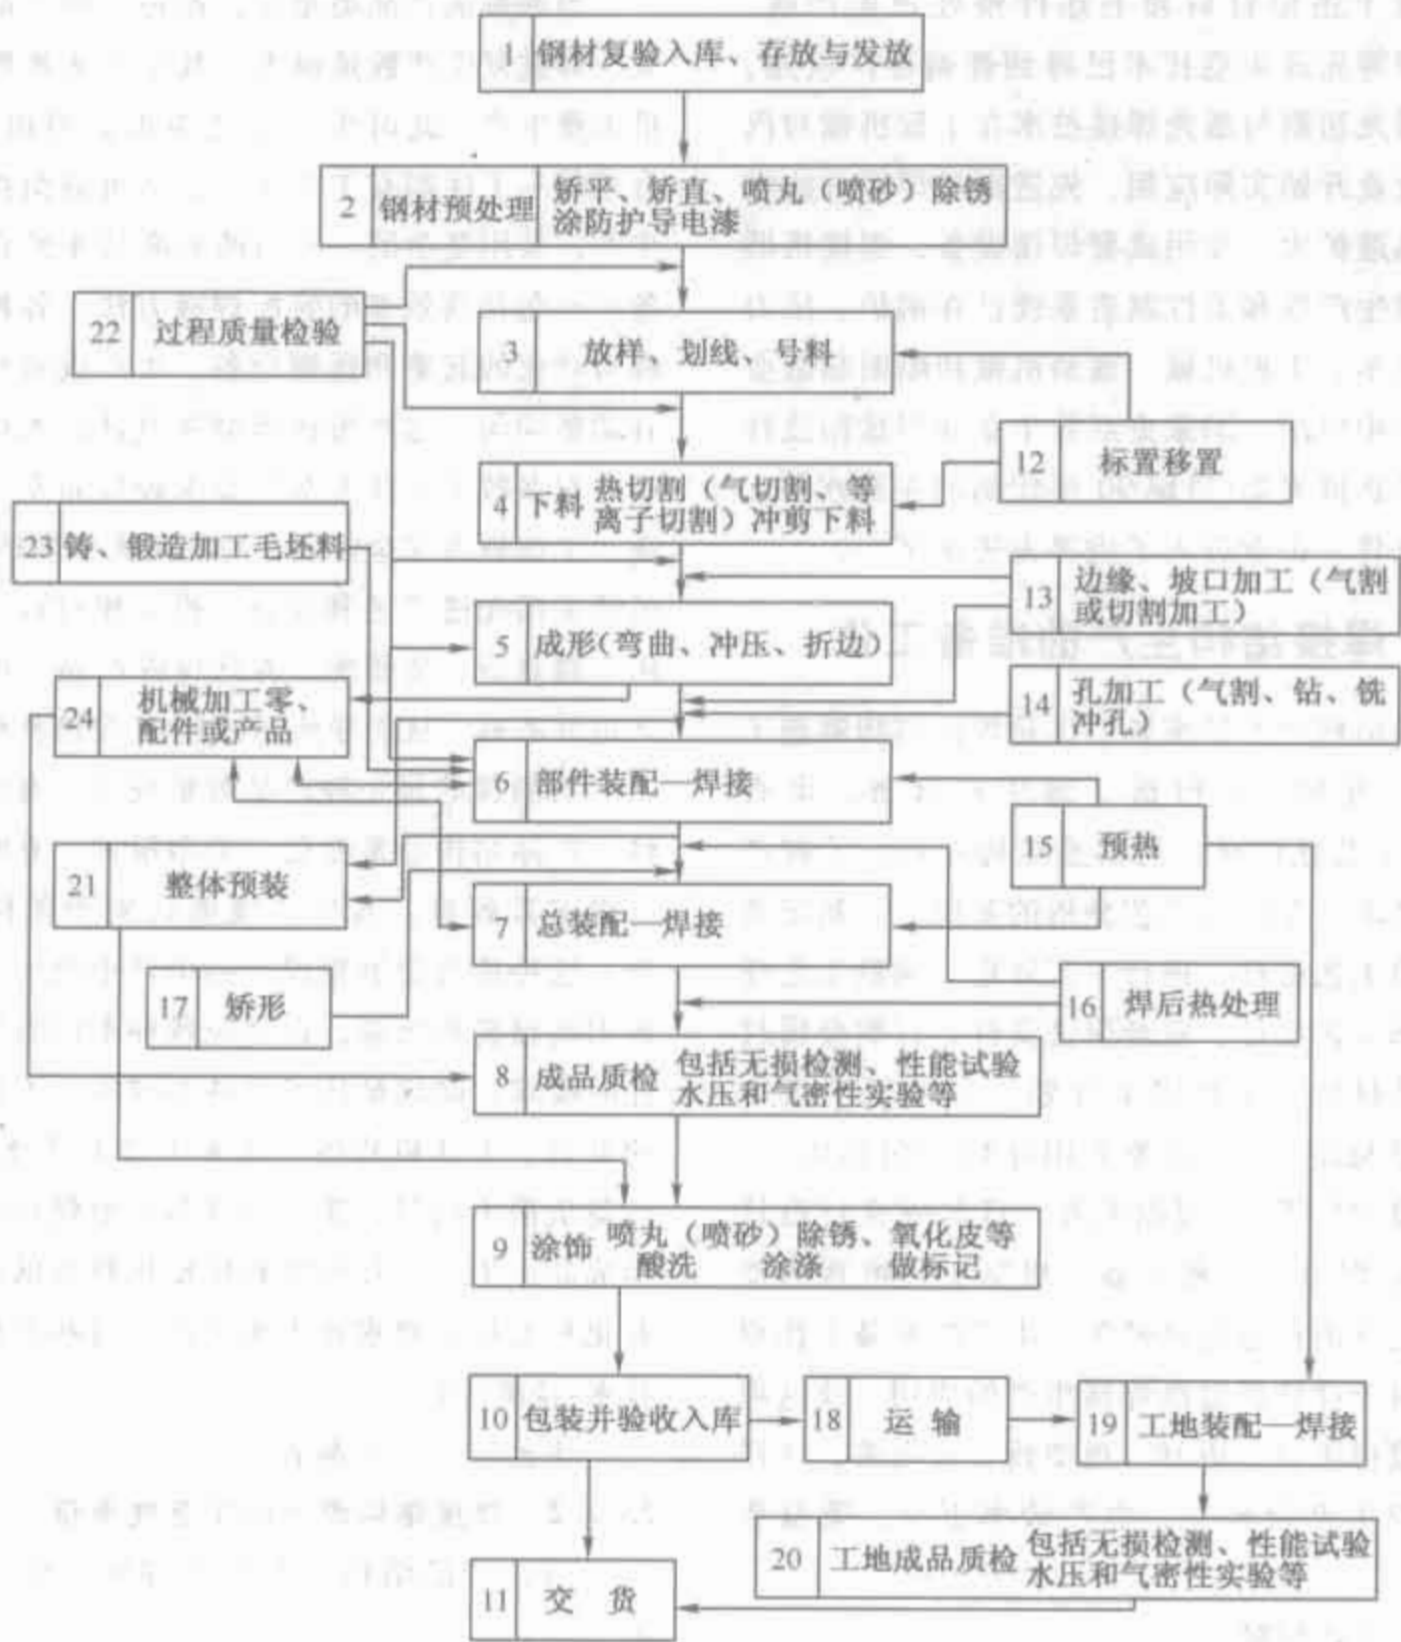 1 钢材复验入库、存放与发放
2 钢材预处理 矫平、矫直、喷丸（喷砂）除锈
涂防护导电漆
22 过程质量检验
3 放样、划线、号料
12 标置移置
4 下料 热切割（气切割、等
离子切割）冲剪下料
23 铸、锻造加工毛坯料
13 边缘、坡口加工（气割
或切割加工）
5 成形（弯曲、冲压、折边）
24 机械加工零、
配件或产品
14 孔加工（气割、钻、铣
冲孔）
6 部件装配—焊接
15 预热
21 整体预装
7 总装配—焊接
17 矫形
16 焊后热处理
8 成品质检 包括无损检测、性能试验
水压和气密性实验等
9 涂饰 喷丸（喷砂）除锈、氧化皮等
酸洗 涂涤 做标记
10 包装并验收入库
18 运输
19 工地装配—焊接
20 工地成品质检 包括无损检测、性能试验
水压和气密性实验等
11 交货